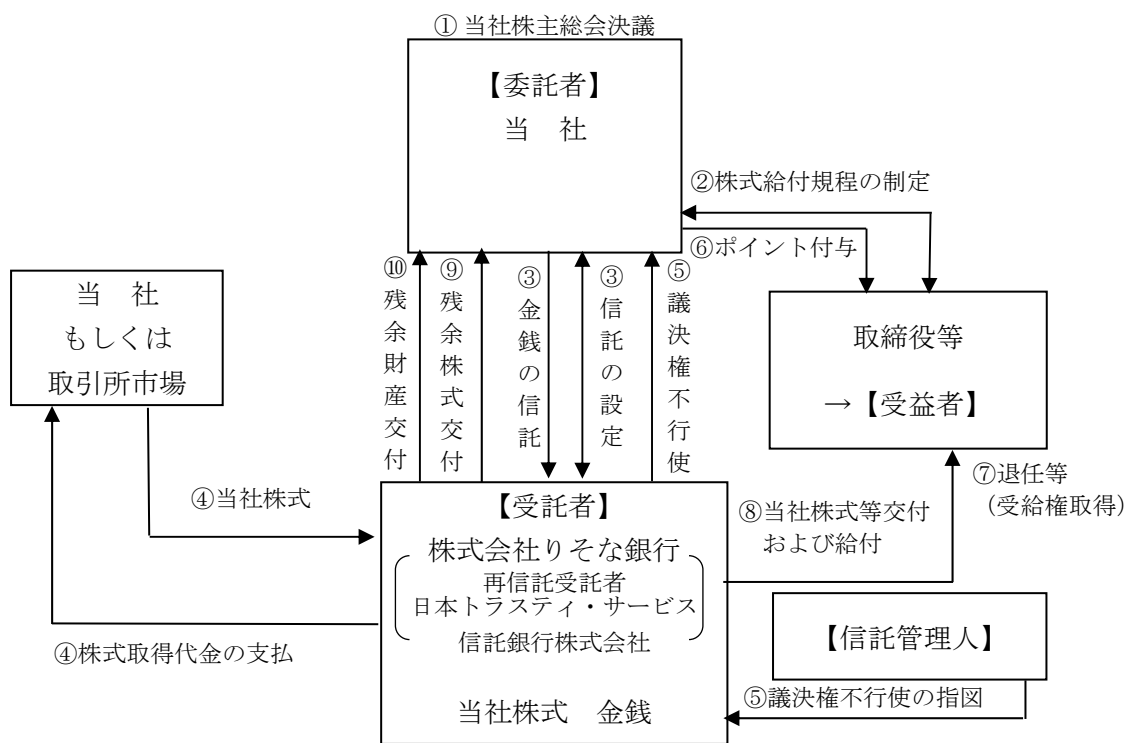 ① 当社株主総会決議
【委託者】
当　社
②株式給付規程の制定
⑥ポイント付与
⑩残余財産交付
⑨残余株式交付
③金銭の信託
③信託の設定
⑤議決権不行使
当　社
もしくは
取引所市場
取締役等
→【受益者】
④当社株式
⑦退任等
（受給権取得）
⑧当社株式等交付
および給付
【受託者】
株式会社りそな銀行
再信託受託者
日本トラスティ・サービス
信託銀行株式会社
当社株式　金銭
④株式取得代金の支払
【信託管理人】
⑤議決権不行使の指図